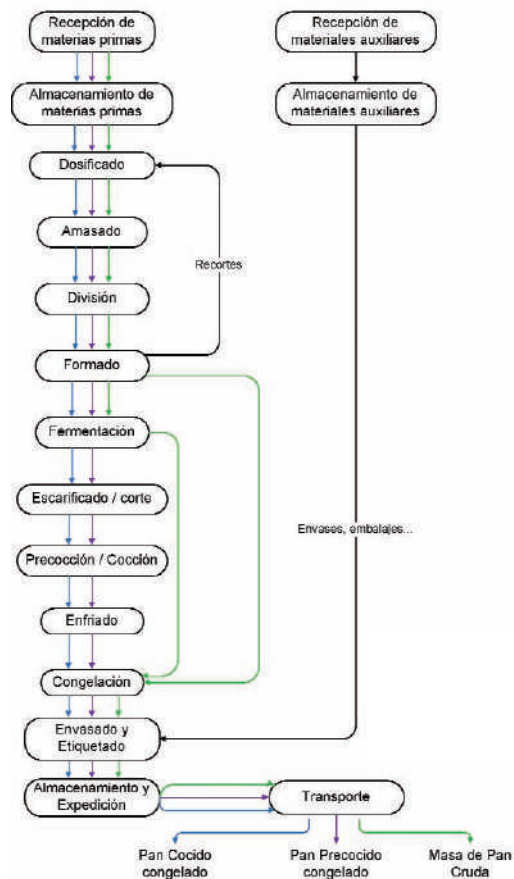 Recepción de
materias primas
Recepción de
materiales auxiliares
Almacenamiento de
materias primas
Almacenamiento de
materiales auxiliares
Dosificado
Amasado
Recortes
División
Formado
Fermentación
Escarificado / corte
Envases, embalajes...
Precocción / Cocción
Enfriado
Congelación
Envasado y
Etiquetado
Almacenamiento y
Expedición
Transporte
Pan Cocido
congelado
Pan Precocido
congelado
Masa de Pan
Cruda